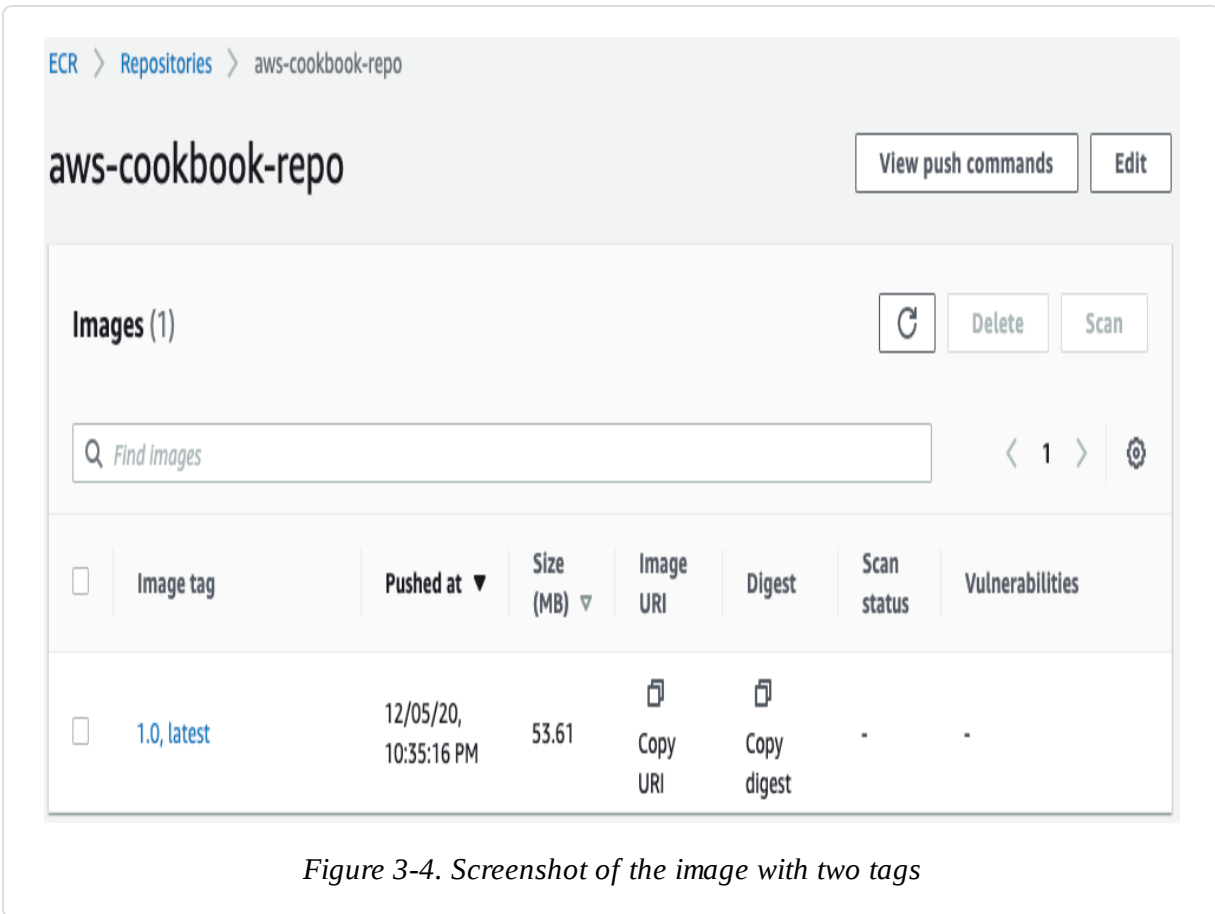 ECR > Repositories > aws-cookbook-repo
aws-cookbook-repo
View push commands
Edit
Images (1)
Delete
Scan
Find images
1
Image tag
Pushed at
Size
(MB)
Image
URI
Digest
Scan
status
Vulnerabilities
1.0, latest
12/05/20,
10:35:16 PM
53.61
Copy
URI
Copy
digest
-
-
Figure 3-4. Screenshot of the image with two tags